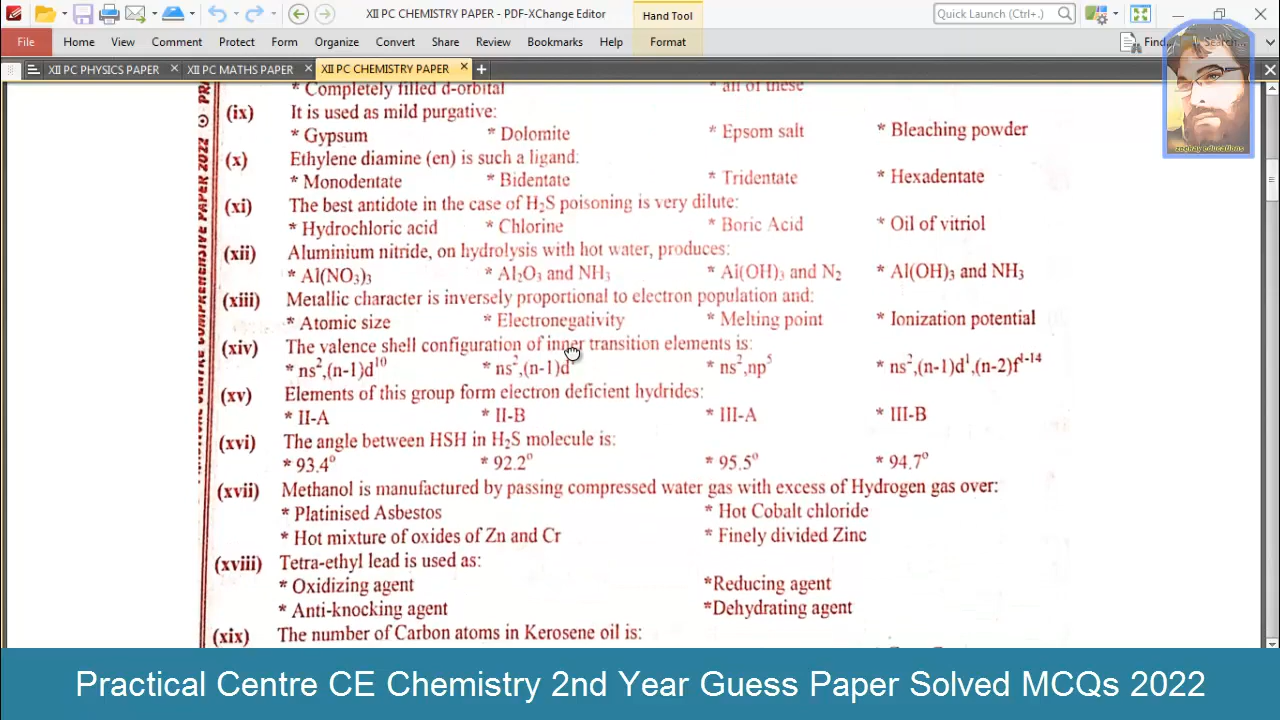 XII PC CHEMISTRY PAPER - PDF-XChange Editor
Hand Tool
Quick Launch (Ctrl+.)
File Home View Comment Protect Form Organize Convert Share Review Bookmarks Help Format Find... Search...
XII PC PHYSICS PAPER × XII PC MATHS PAPER × XII PC CHEMISTRY PAPER ×
zeekay educations
COMPREHENSIVE PAPER 2022
* Completely filled d-orbital * all of these
(ix) It is used as mild purgative:
* Gypsum * Dolomite * Epsom salt * Bleaching powder
(x) Ethylene diamine (en) is such a ligand:
* Monodentate * Bidentate * Tridentate * Hexadentate
(xi) The best antidote in the case of H₂S poisoning is very dilute:
* Hydrochloric acid * Chlorine * Boric Acid * Oil of vitriol
(xii) Aluminium nitride, on hydrolysis with hot water, produces:
* Al(NO₃)₃ * Al₂O₃ and NH₃ * Al(OH)₃ and N₂ * Al(OH)₃ and NH₃
(xiii) Metallic character is inversely proportional to electron population and:
* Atomic size * Electronegativity * Melting point * Ionization potential
(xiv) The valence shell configuration of inner transition elements is:
* ns²,(n-1)d¹⁰ * ns²,(n-1)d * ns²,np⁵ * ns²,(n-1)d¹,(n-2)f¹⁻¹⁴
(xv) Elements of this group form electron deficient hydrides:
* II-A * II-B * III-A * III-B
(xvi) The angle between HSH in H₂S molecule is:
* 93.4° * 92.2° * 95.5° * 94.7°
(xvii) Methanol is manufactured by passing compressed water gas with excess of Hydrogen gas over:
* Platinised Asbestos * Hot Cobalt chloride
* Hot mixture of oxides of Zn and Cr * Finely divided Zinc
(xviii) Tetra-ethyl lead is used as:
* Oxidizing agent *Reducing agent
* Anti-knocking agent *Dehydrating agent
(xix) The number of Carbon atoms in Kerosene oil is:
Practical Centre CE Chemistry 2nd Year Guess Paper Solved MCQs 2022